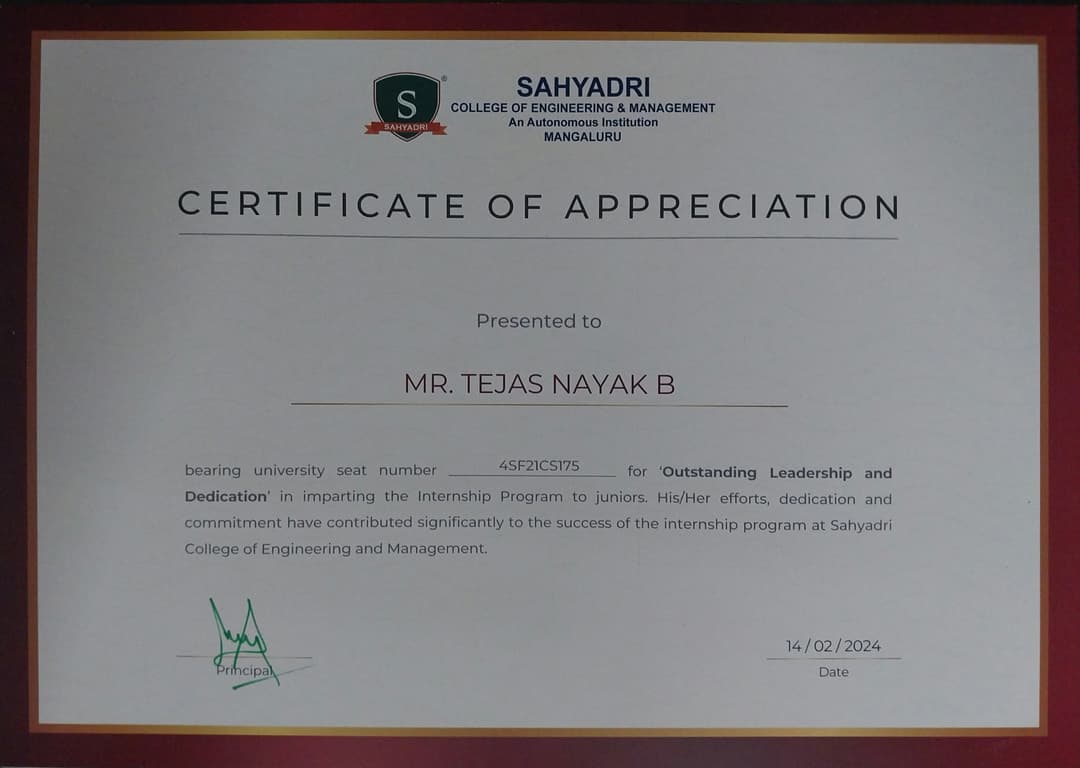 S
SAHYADRI
®
SAHYADRI
COLLEGE OF ENGINEERING & MANAGEMENT
An Autonomous Institution
MANGALURU
CERTIFICATE OF APPRECIATION
Presented to
MR. TEJAS NAYAK B
bearing university seat number 4SF21CS175 for ‘Outstanding Leadership and
Dedication’ in imparting the Internship Program to juniors. His/Her efforts, dedication and
commitment have contributed significantly to the success of the internship program at Sahyadri
College of Engineering and Management.
Principal
14/02/2024
Date